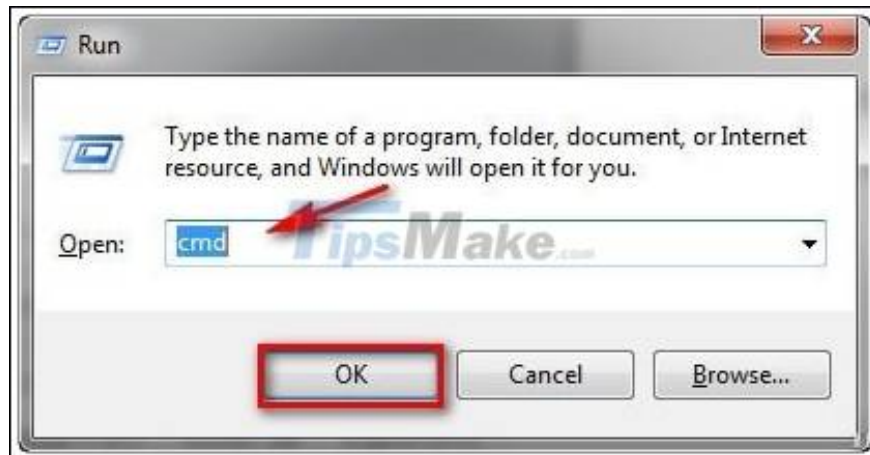 Run
Type the name of a program, folder, document, or Internet
resource, and Windows will open it for you.
Open:
cmd
TipsMake.com
OK
Cancel
Browse...